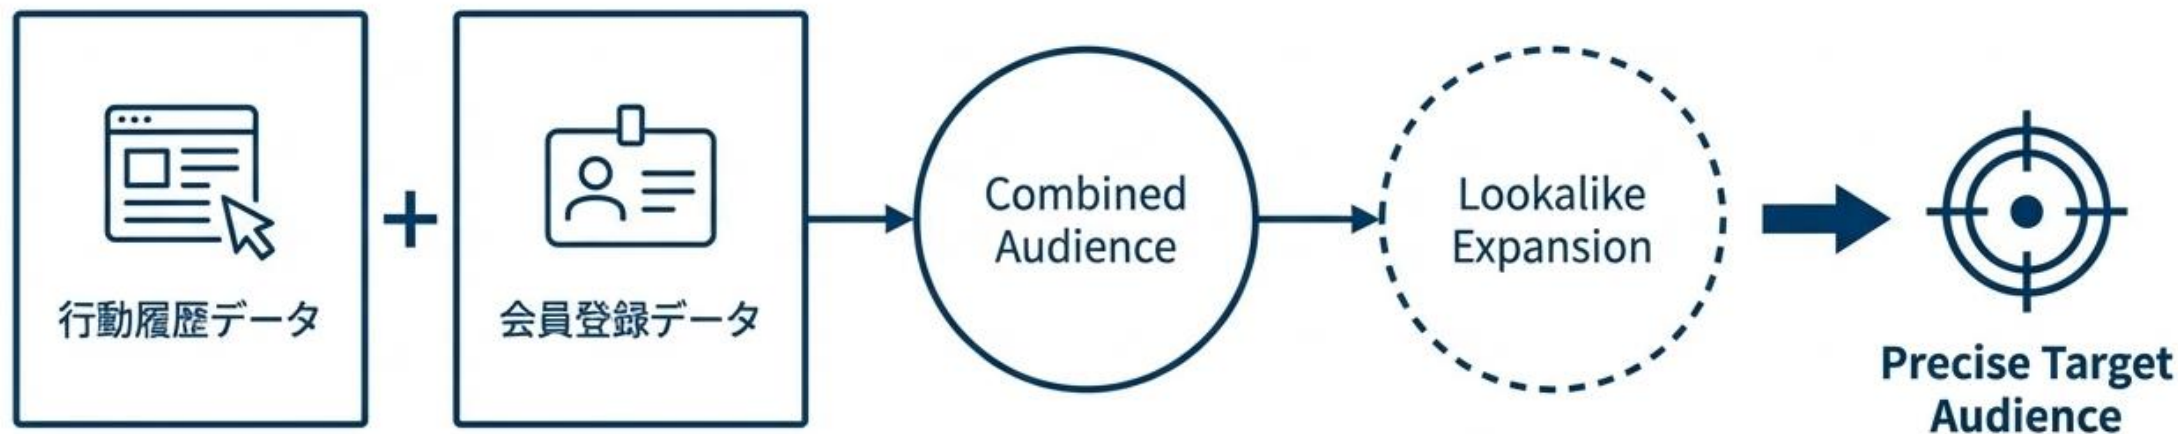 行動履歴データ
会員登録データ
Combined
Audience
Lookalike
Expansion
Precise Target
Audience